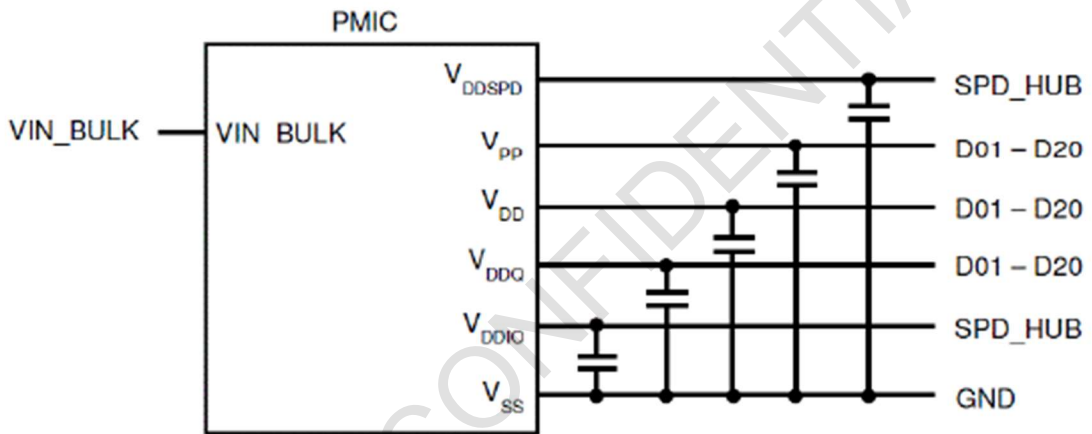 PMIC
VIN_BULK
VIN BULK
VDDSPD
SPD_HUB
VPP
D01 – D20
VDD
D01 – D20
VDDQ
D01 – D20
VDDIO
SPD_HUB
VSS
GND
CONFIDENTIA